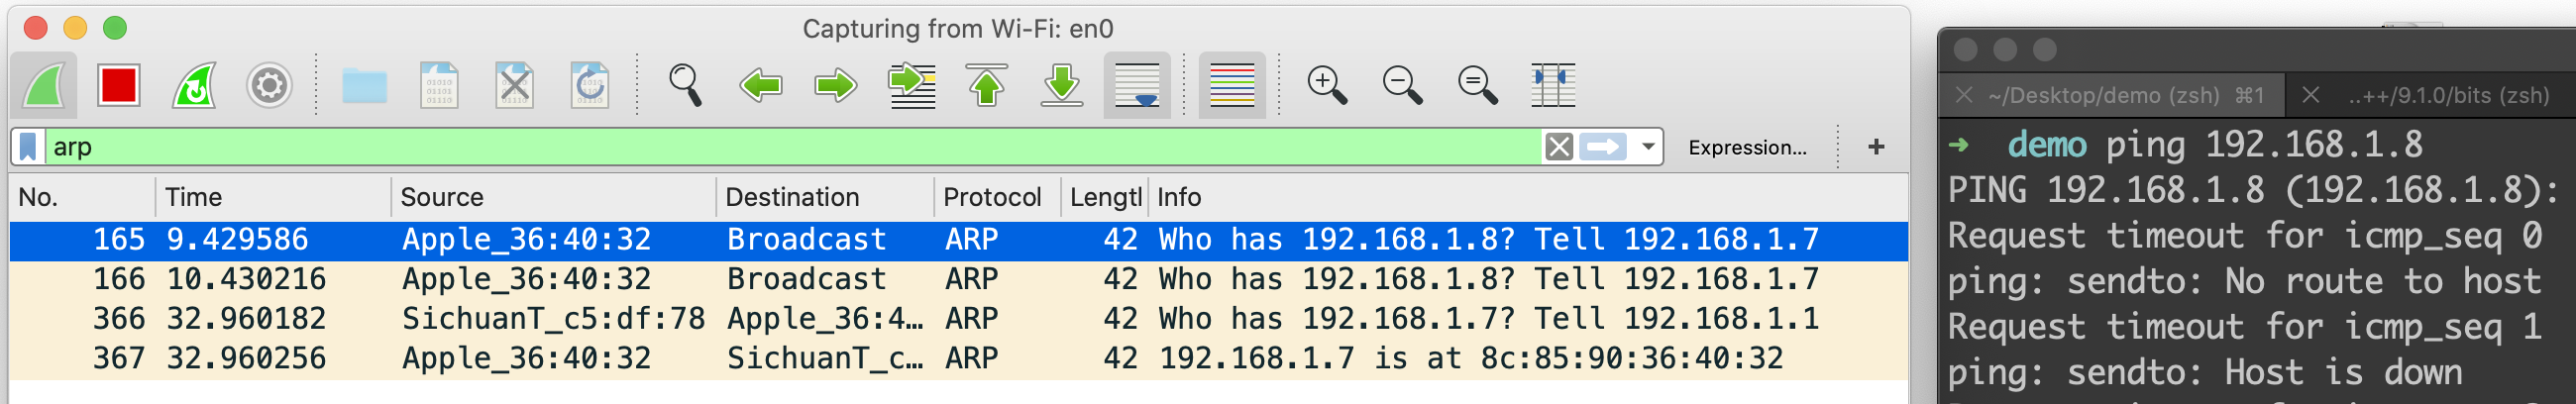 Capturing from Wi-Fi: en0
arp
Expression...
+
No. Time Source Destination Protocol Lengtl Info
165 9.429586 Apple_36:40:32 Broadcast ARP 42 Who has 192.168.1.8? Tell 192.168.1.7
166 10.430216 Apple_36:40:32 Broadcast ARP 42 Who has 192.168.1.8? Tell 192.168.1.7
366 32.960182 SichuanT_c5:df:78 Apple_36:4… ARP 42 Who has 192.168.1.7? Tell 192.168.1.1
367 32.960256 Apple_36:40:32 SichuanT_c… ARP 42 192.168.1.7 is at 8c:85:90:36:40:32
~/Desktop/demo (zsh) ⌘1
..++/9.1.0/bits (zsh)
➜ demo ping 192.168.1.8
PING 192.168.1.8 (192.168.1.8):
Request timeout for icmp_seq 0
ping: sendto: No route to host
Request timeout for icmp_seq 1
ping: sendto: Host is down